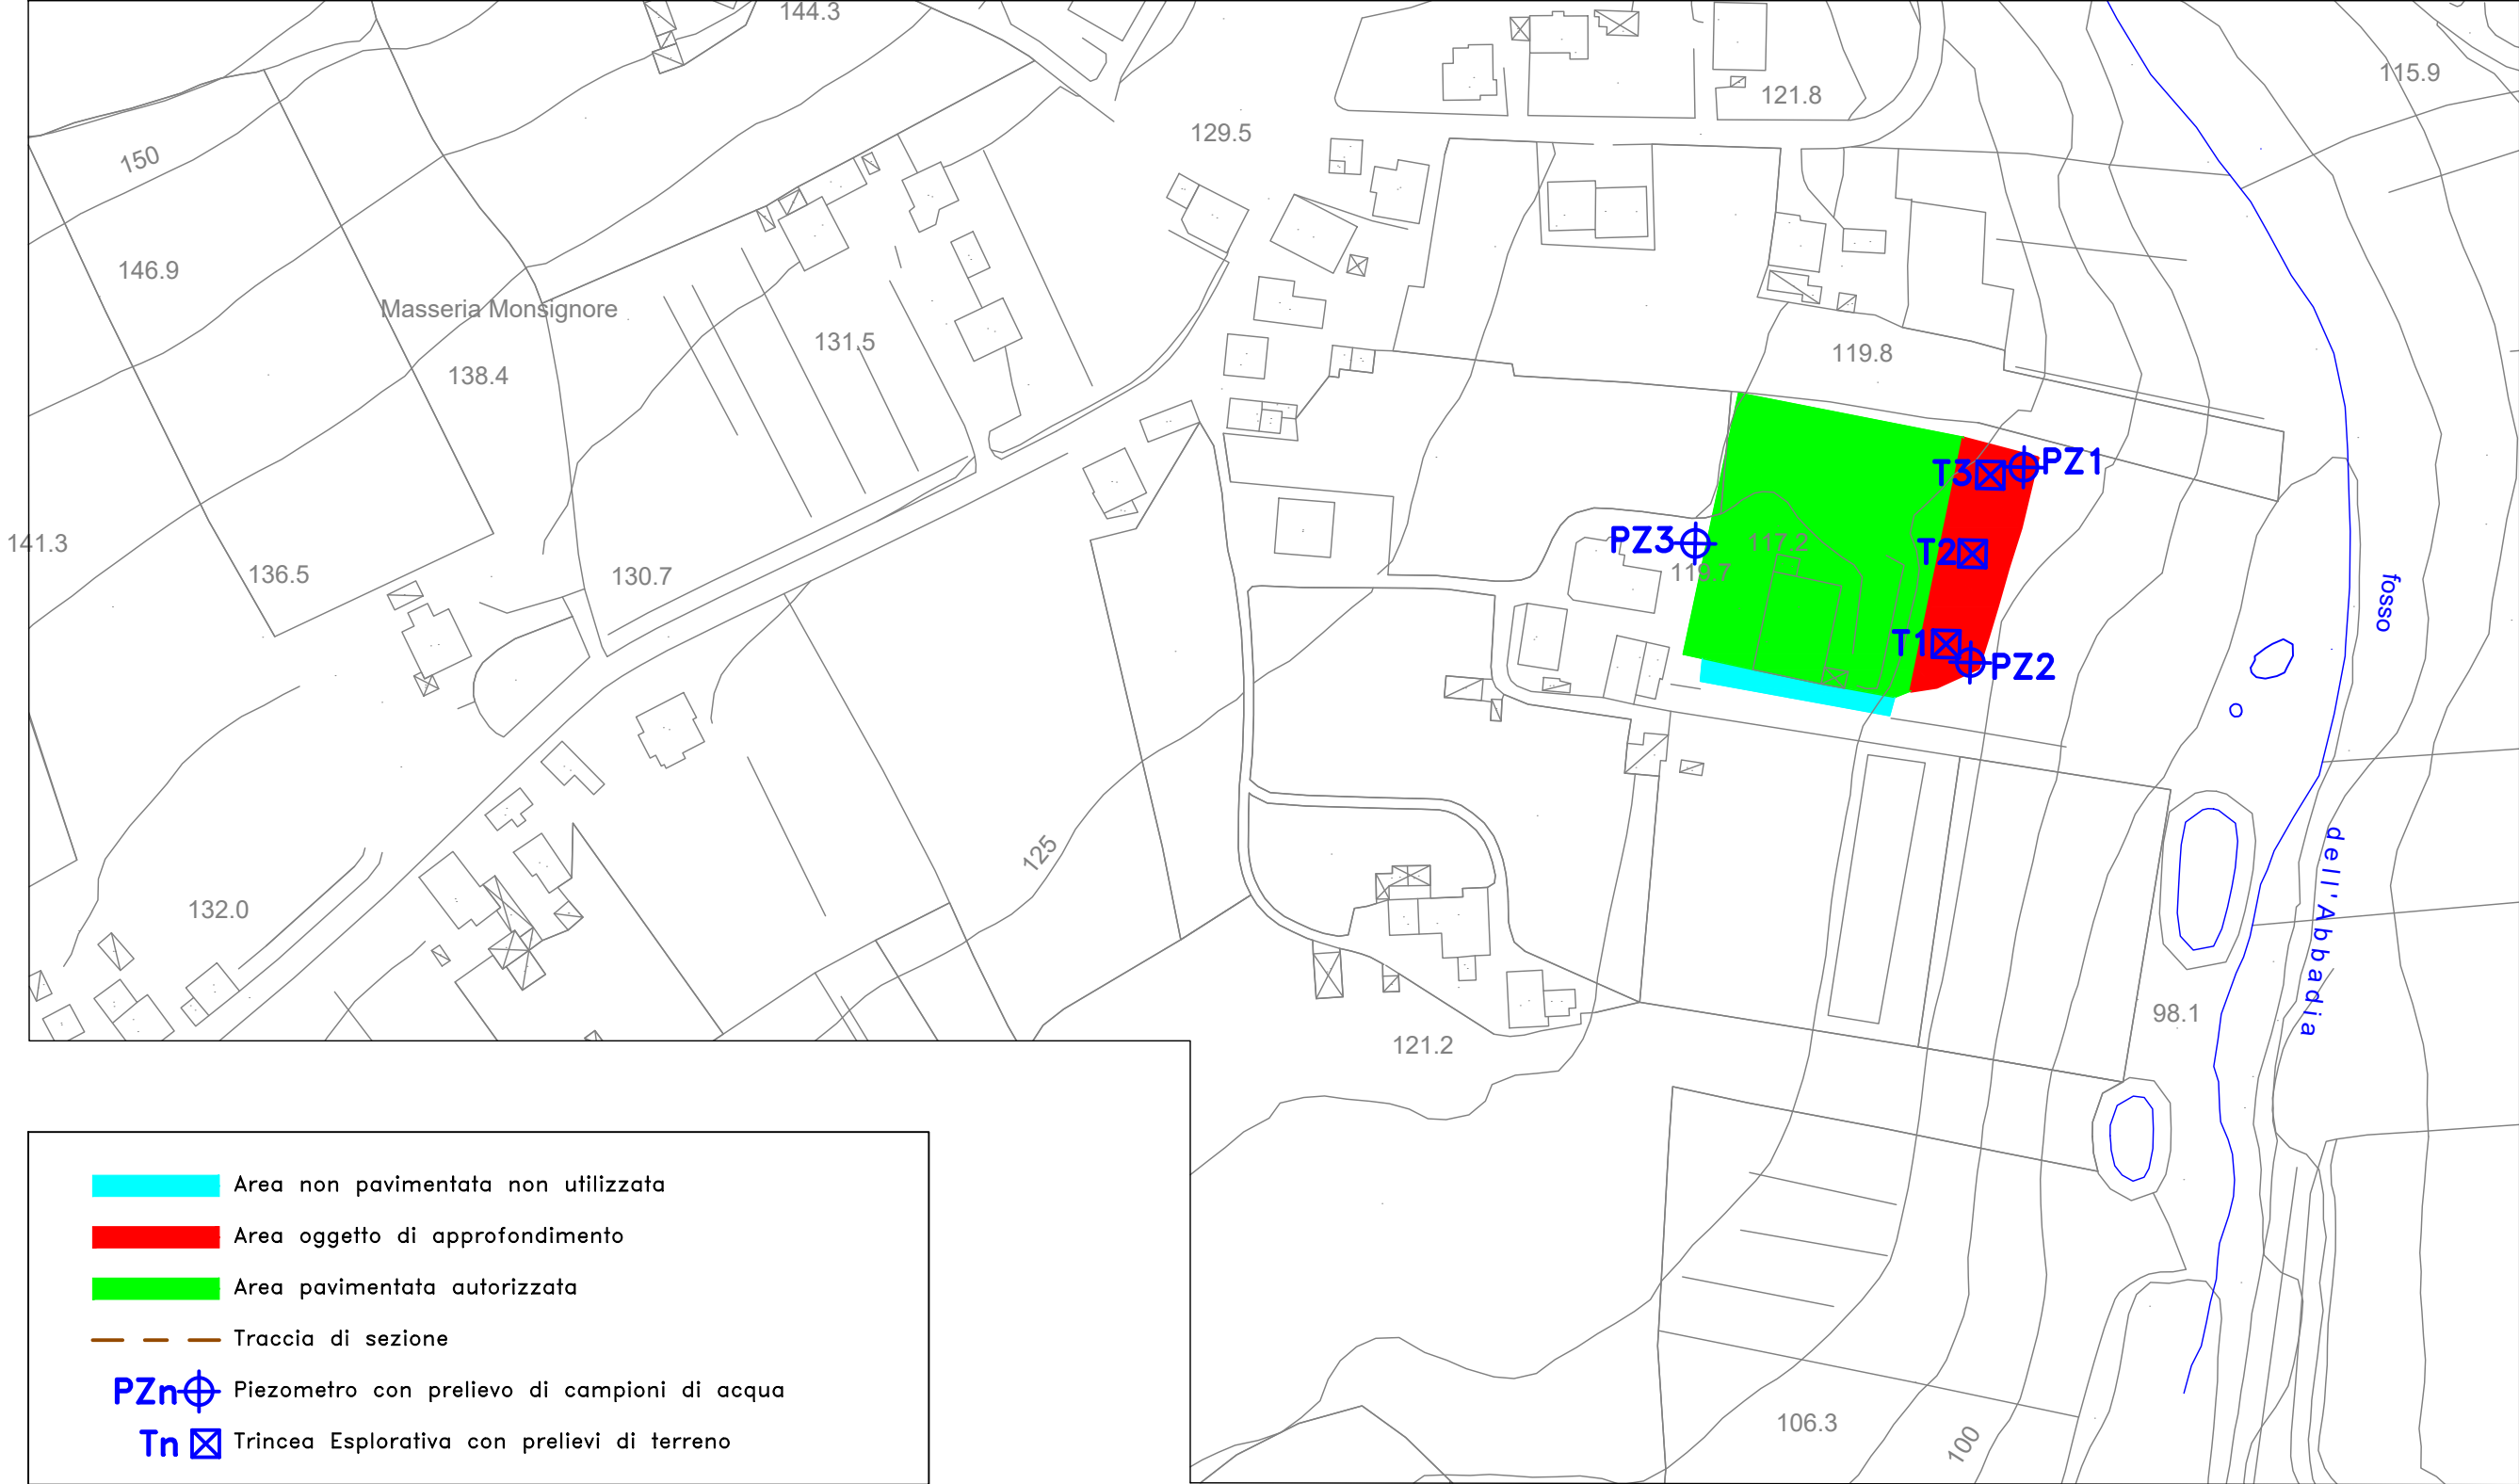 144.3
115.9
121.8
129.5
150
146.9
Masseria Monsignore
131.5
119.8
138.4
T3
PZ1
141.3
PZ3
117.2
T2
136.5
130.7
119.7
fosso
T1
PZ2
125
dell'Abbadia
132.0
98.1
121.2
106.3
100
Area non pavimentata non utilizzata
Area oggetto di approfondimento
Area pavimentata autorizzata
Traccia di sezione
PZn Piezometro con prelievo di campioni di acqua
Tn Trincea Esplorativa con prelievi di terreno